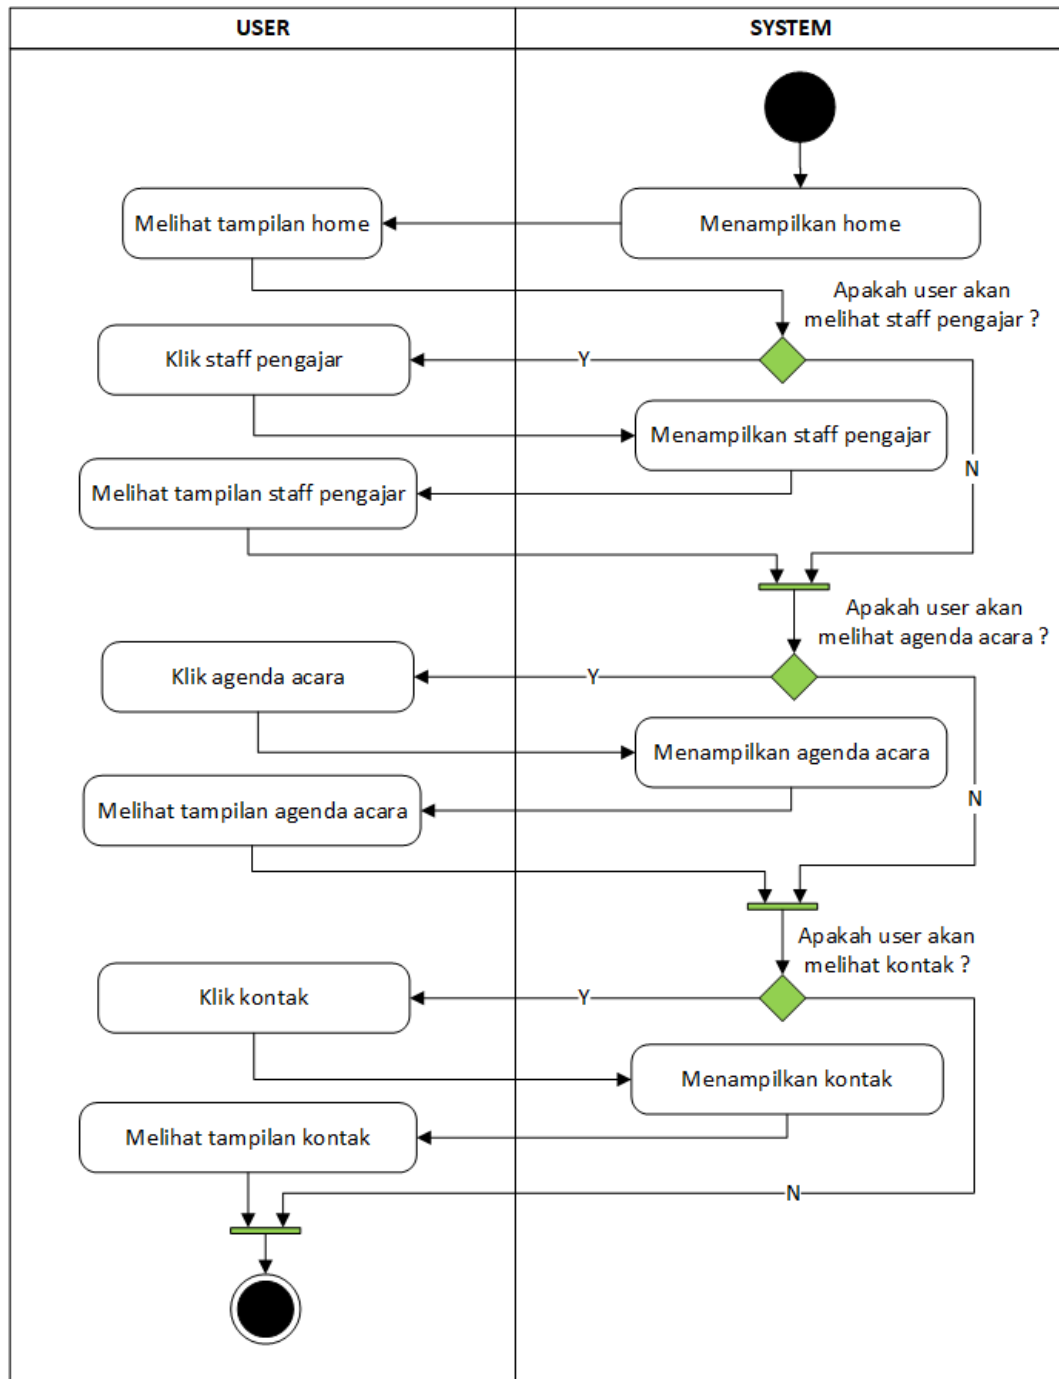 USER
SYSTEM
Melihat tampilan home
Menampilkan home
Apakah user akan
melihat staff pengajar ?
Klik staff pengajar
Y
Menampilkan staff pengajar
N
Melihat tampilan staff pengajar
Apakah user akan
melihat agenda acara ?
Klik agenda acara
Y
Menampilkan agenda acara
N
Melihat tampilan agenda acara
Apakah user akan
melihat kontak ?
Klik kontak
Y
Menampilkan kontak
Melihat tampilan kontak
N